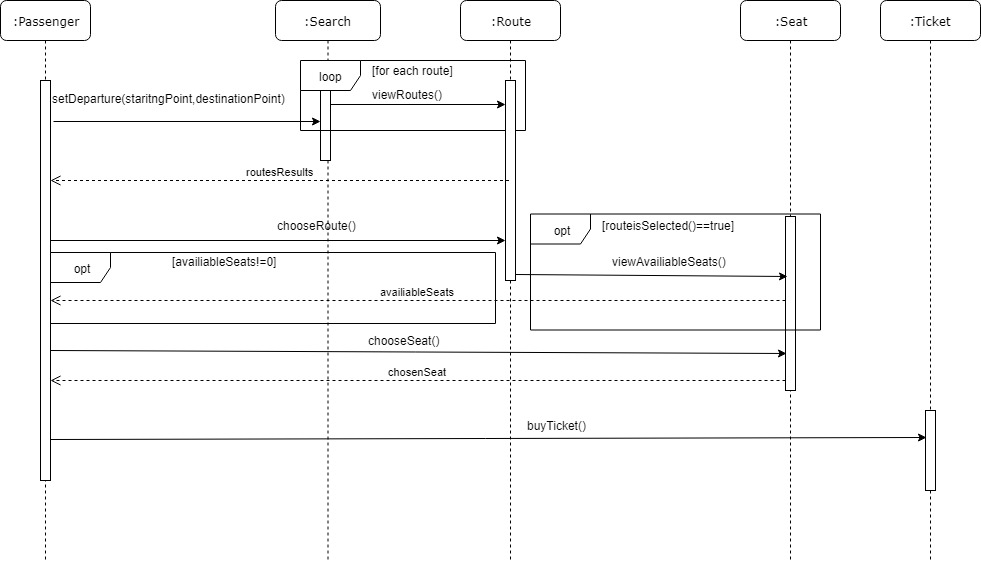 :Passenger
:Search
:Route
:Seat
:Ticket
loop
[for each route]
setDeparture(staritngPoint,destinationPoint)
viewRoutes()
routesResults
chooseRoute()
opt
[routeisSelected()==true]
opt
[availiableSeats!=0]
viewAvailiableSeats()
availiableSeats
chooseSeat()
chosenSeat
buyTicket()